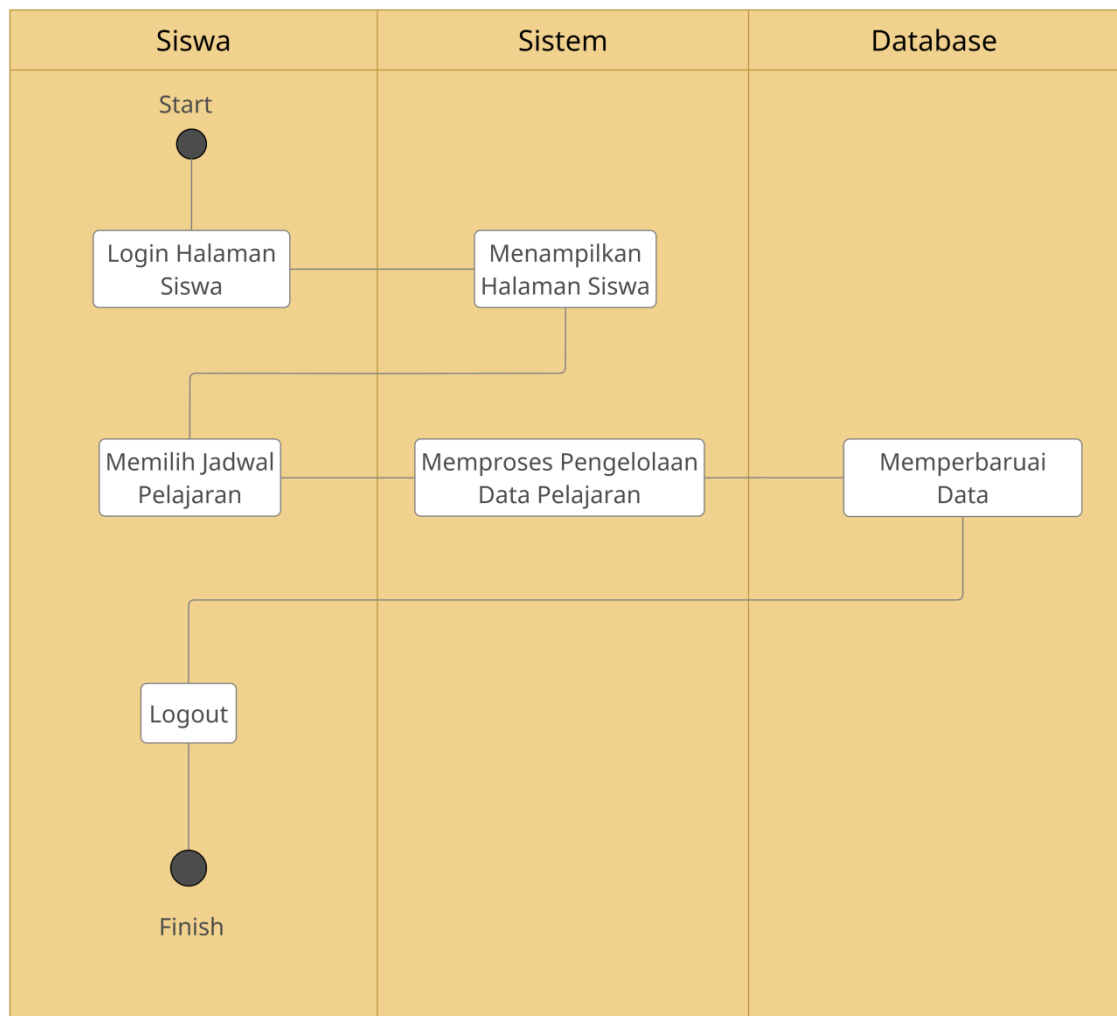 Siswa
Sistem
Database
Start
Login Halaman
Siswa
Menampilkan
Halaman Siswa
Memilih Jadwal
Pelajaran
Memproses Pengelolaan
Data Pelajaran
Memperbaruai
Data
Logout
Finish